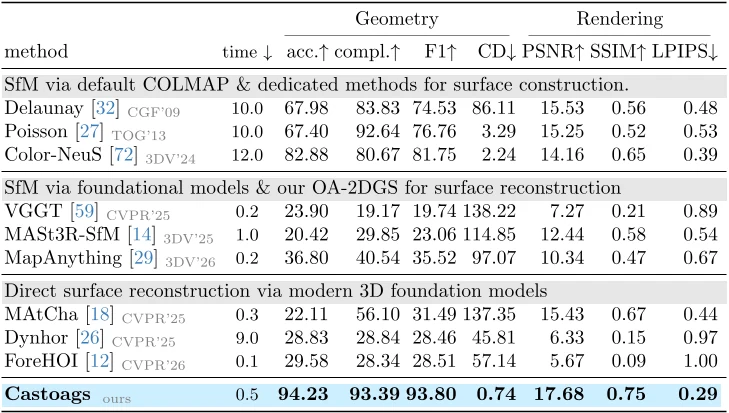 Geometry Rendering
method time ↓ acc.↑ compl.↑ F1↑ CD↓ PSNR↑ SSIM↑ LPIPS↓
SfM via default COLMAP & dedicated methods for surface construction.
Delaunay [32] CGF'09 10.0 67.98 83.83 74.53 86.11 15.53 0.56 0.48
Poisson [27] TOG'13 10.0 67.40 92.64 76.76 3.29 15.25 0.52 0.53
Color-NeuS [72] 3DV'24 12.0 82.88 80.67 81.75 2.24 14.16 0.65 0.39
SfM via foundational models & our OA-2DGS for surface reconstruction
VGGT [59] CVPR'25 0.2 23.90 19.17 19.74 138.22 7.27 0.21 0.89
MASt3R-SfM [14] 3DV'25 1.0 20.42 29.85 23.06 114.85 12.44 0.58 0.54
MapAnything [29] 3DV'26 0.2 36.80 40.54 35.52 97.07 10.34 0.47 0.67
Direct surface reconstruction via modern 3D foundation models
MAtCha [18] CVPR'25 0.3 22.11 56.10 31.49 137.35 15.43 0.67 0.44
Dynhor [26] CVPR'25 9.0 28.83 28.84 28.46 45.81 6.33 0.15 0.97
ForeHOI [12] CVPR'26 0.1 29.58 28.34 28.51 57.14 5.67 0.09 1.00
Castoags ours 0.5 94.23 93.39 93.80 0.74 17.68 0.75 0.29